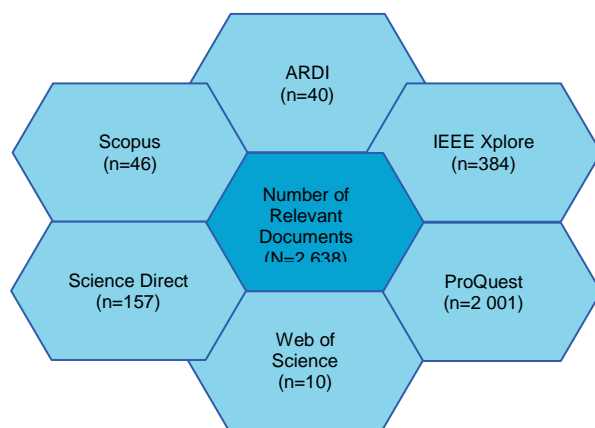 ARDI
(n=40)
Scopus
(n=46)
IEEE Xplore
(n=384)
Number of
Relevant
Documents
(N=2 638)
Science Direct
(n=157)
ProQuest
(n=2 001)
Web of
Science
(n=10)